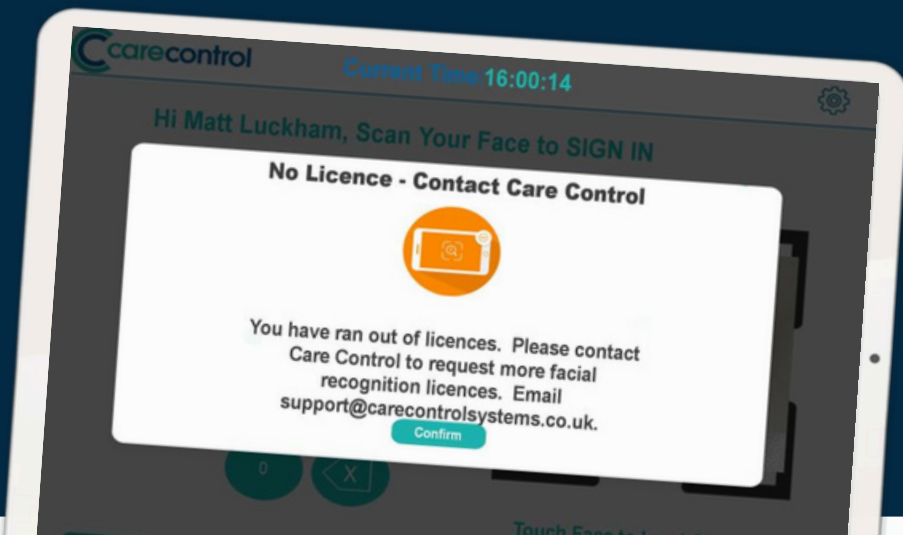 carecontrol
Current Time 16:00:14
Hi Matt Luckham, Scan Your Face to SIGN IN
No Licence - Contact Care Control
You have ran out of licences.  Please contact
Care Control to request more facial
recognition licences.  Email
support@carecontrolsystems.co.uk.
Confirm
0
X